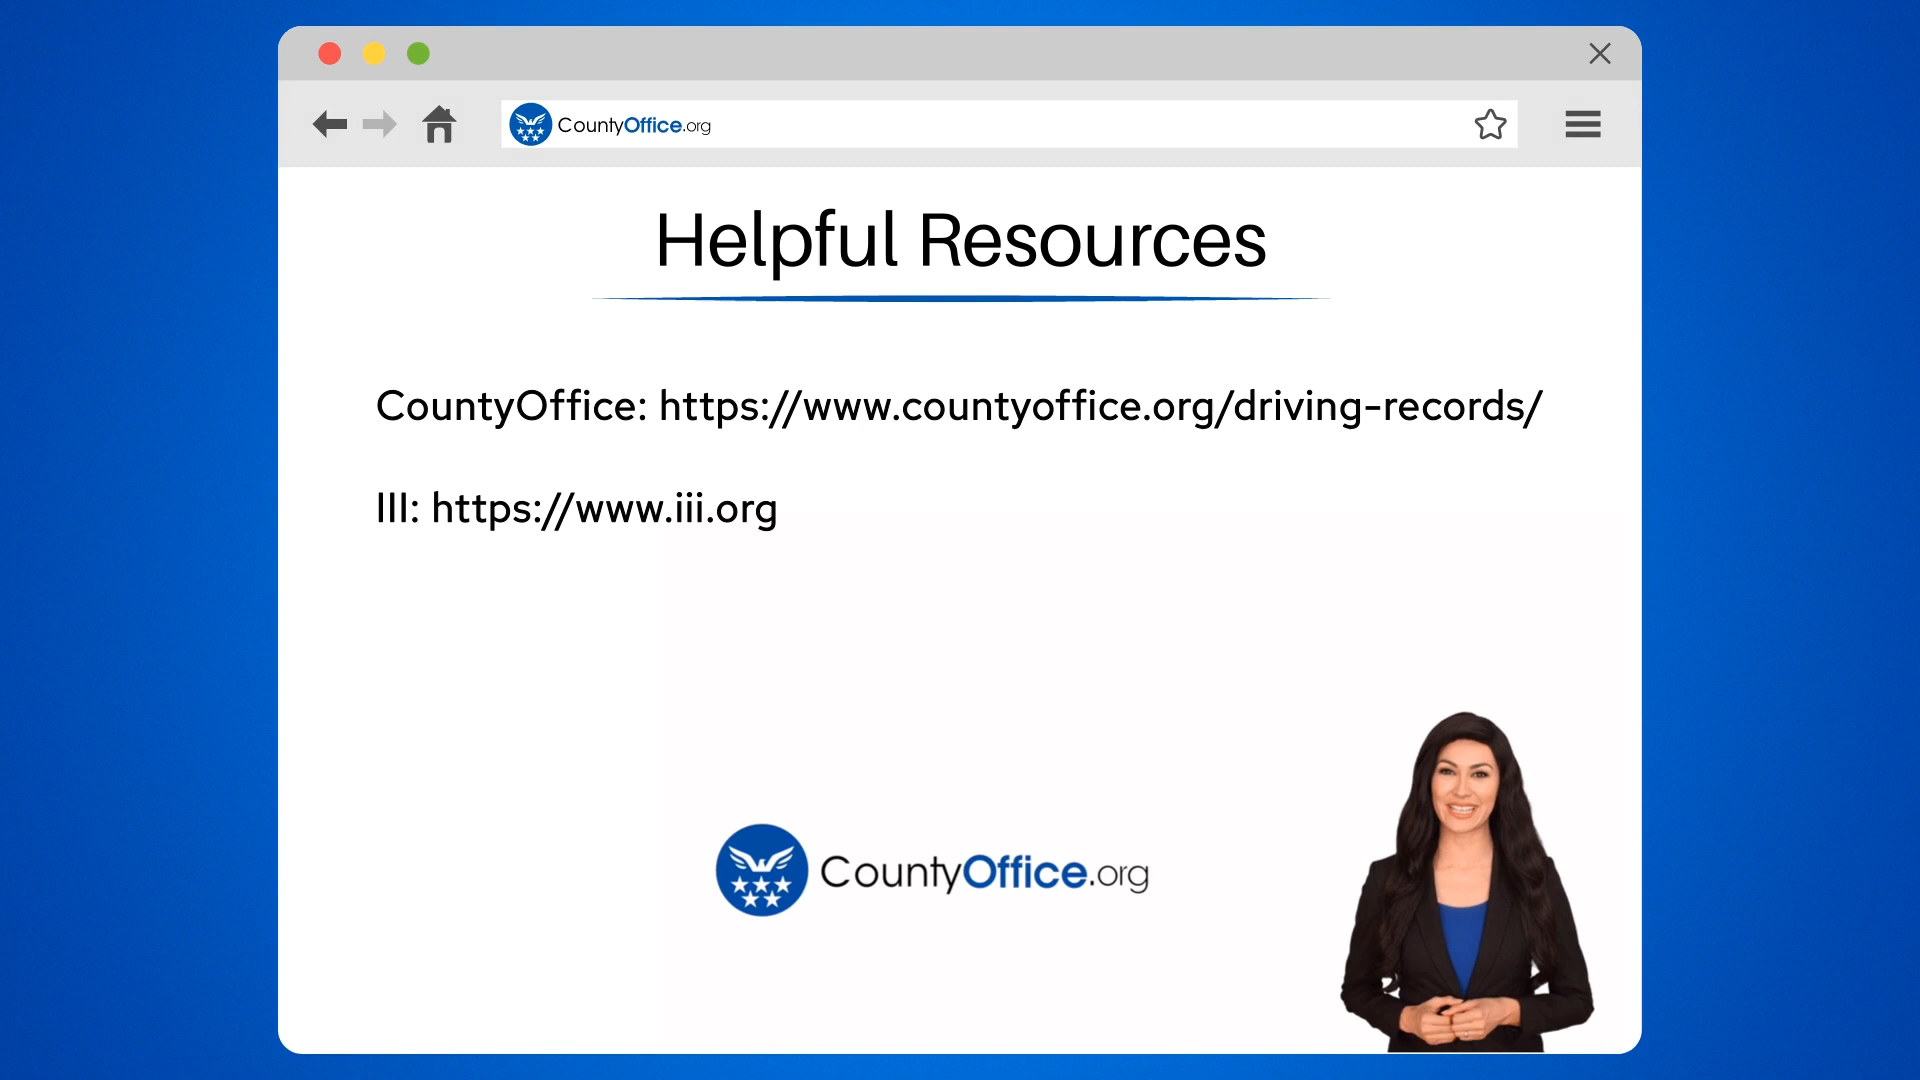 CountyOffice.org
Helpful Resources
CountyOffice: https://www.countyoffice.org/driving-records/
III: https://www.iii.org
CountyOffice.org